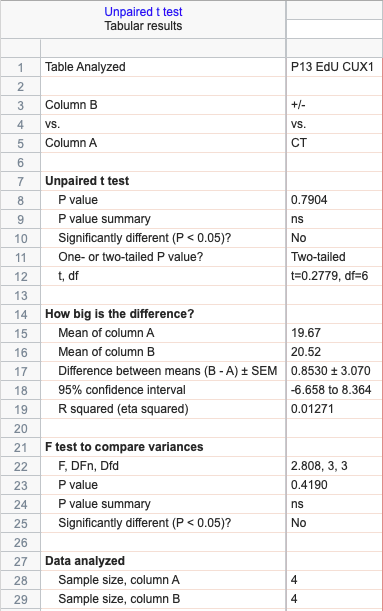 Unpaired t test
Tabular results
1 Table Analyzed P13 EdU CUX1
2
3 Column B +/-
4 vs. vs.
5 Column A CT
6
7 Unpaired t test
8 P value 0.7904
9 P value summary ns
10 Significantly different (P < 0.05)? No
11 One- or two-tailed P value? Two-tailed
12 t, df t=0.2779, df=6
13
14 How big is the difference?
15 Mean of column A 19.67
16 Mean of column B 20.52
17 Difference between means (B - A) ± SEM 0.8530 ± 3.070
18 95% confidence interval -6.658 to 8.364
19 R squared (eta squared) 0.01271
20
21 F test to compare variances
22 F, DFn, Dfd 2.808, 3, 3
23 P value 0.4190
24 P value summary ns
25 Significantly different (P < 0.05)? No
26
27 Data analyzed
28 Sample size, column A 4
29 Sample size, column B 4